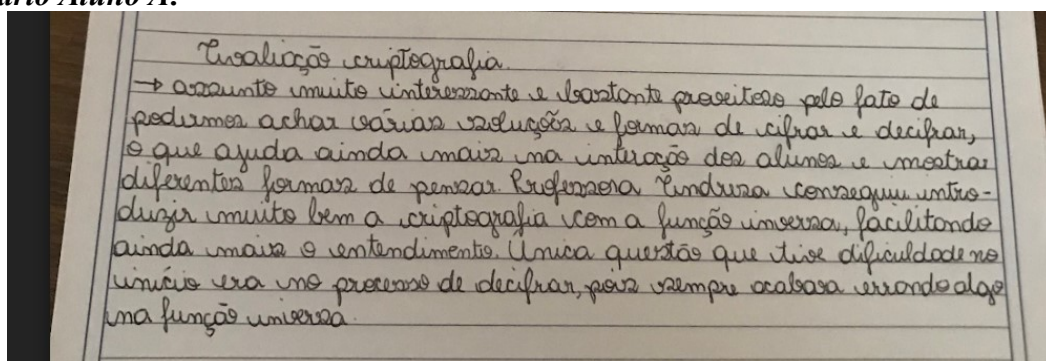 ário Aluno A:
Avaliação criptografia.
→ assunto muito interessante e bastante proveitoso pelo fato de
podermos achar várias soluções e formas de cifrar e decifrar,
o que ajuda ainda mais na interação dos alunos e mostrar
diferentes formas de pensar. Professora Andreza conseguiu intro-
duzir muito bem a criptografia com a função inversa, facilitando
ainda mais o entendimento. Única questão que tive dificuldade no
início era no processo de decifrar, pois sempre acabava errando algo
na função inversa.